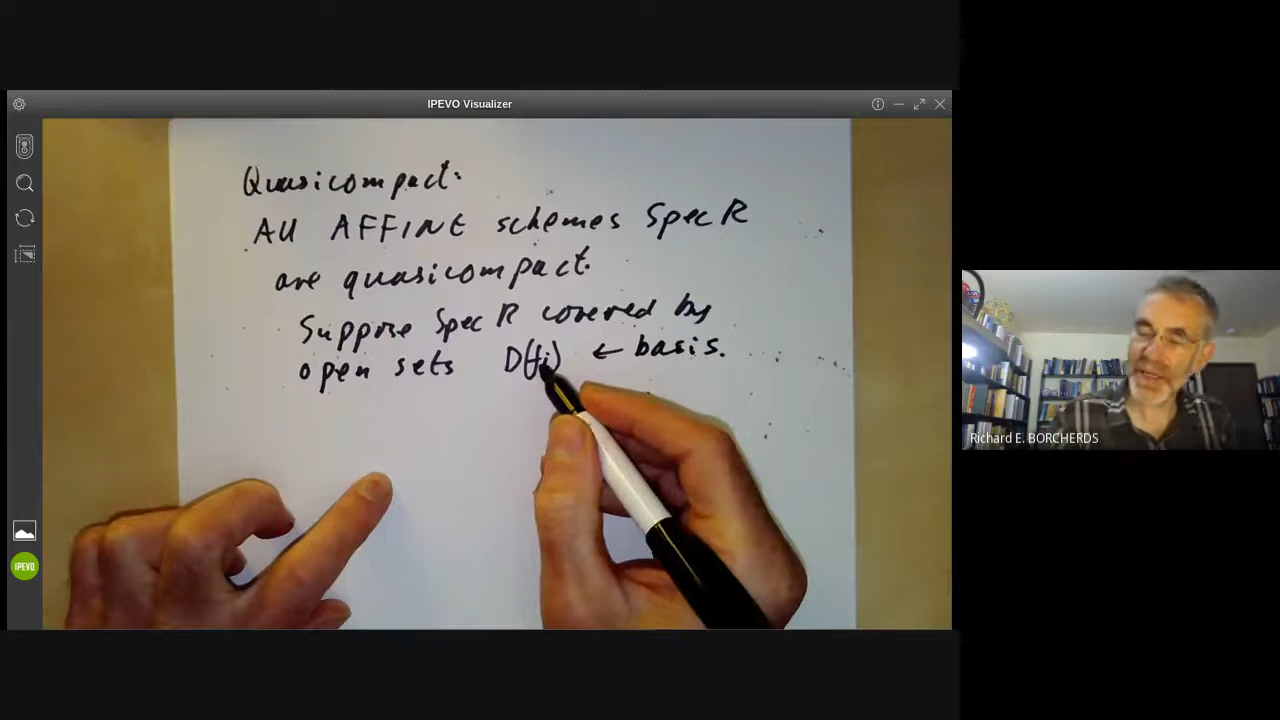 IPEVO Visualizer
Quasicompact.
All AFFINE schemes Spec R
are quasicompact.
Suppose Spec R covered by
open sets D(fi) ← basis.
Richard E. BORCHERDS
IPEVO